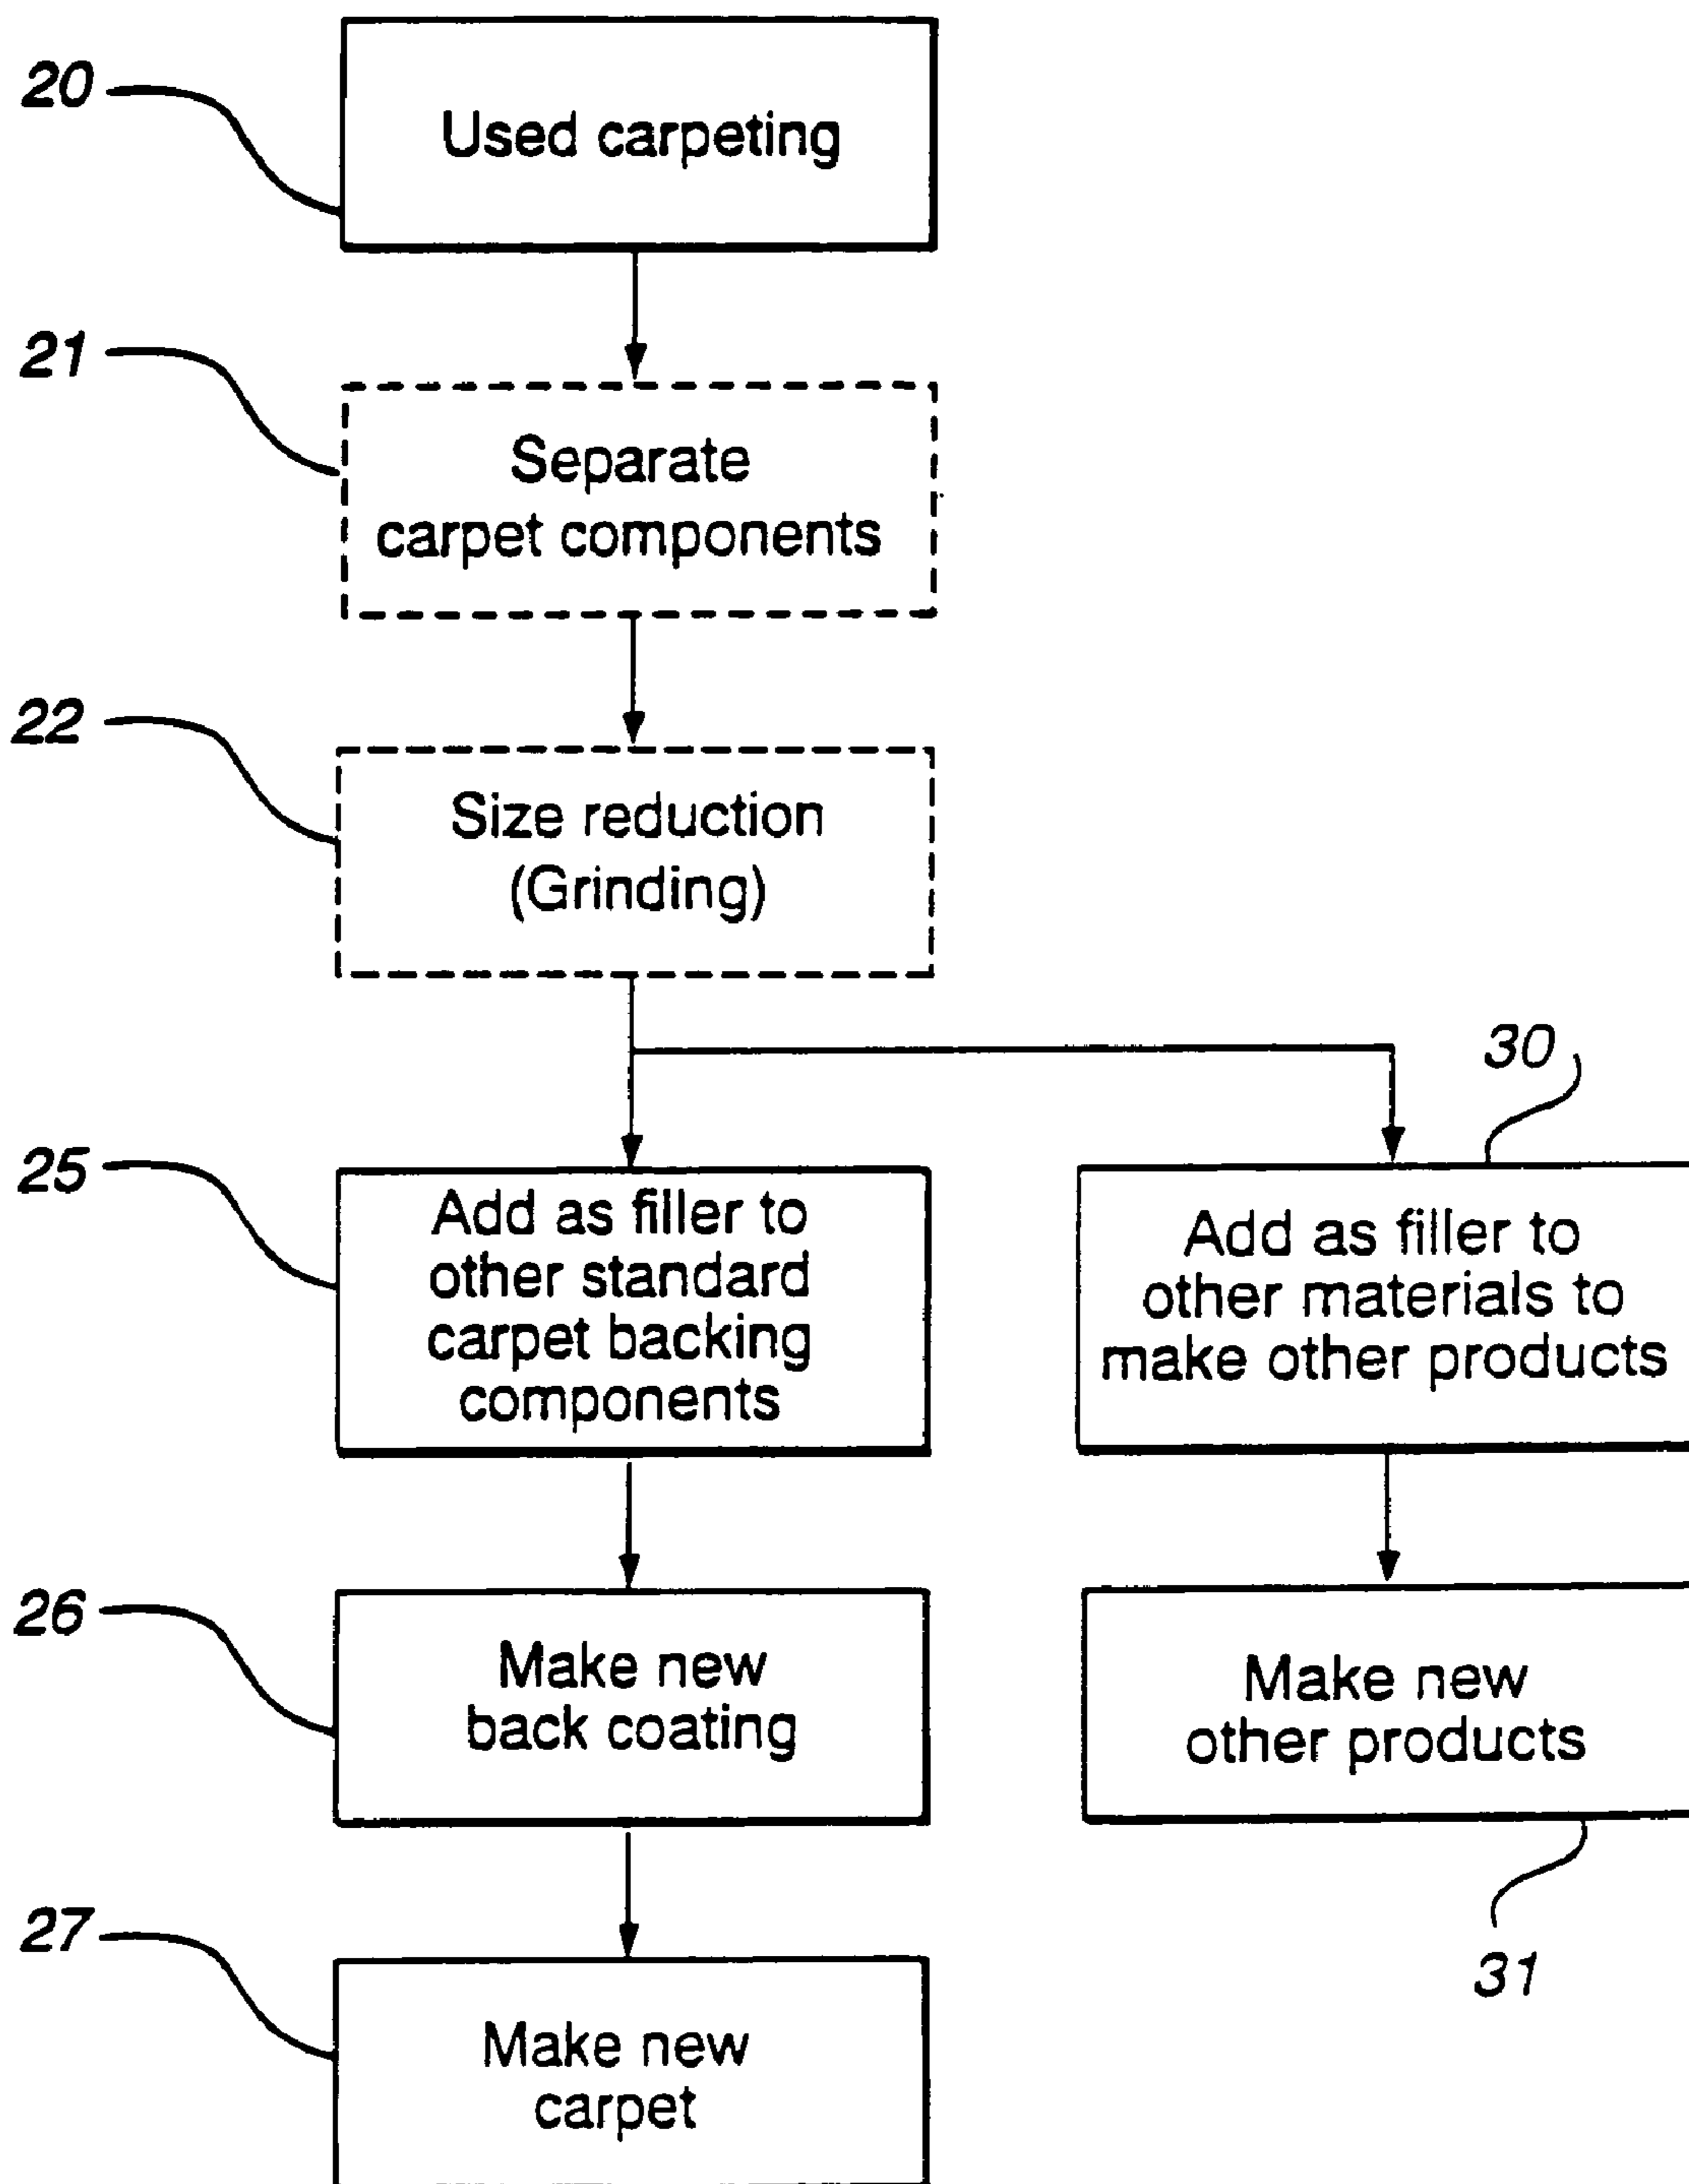 20
Used carpeting
21
Separate
carpet components
22
Size reduction
(Grinding)
30
25
Add as filler to
other standard
carpet backing
components
Add as filler to
other materials to
make other products
26
Make new
back coating
Make new
other products
27
Make new
carpet
31